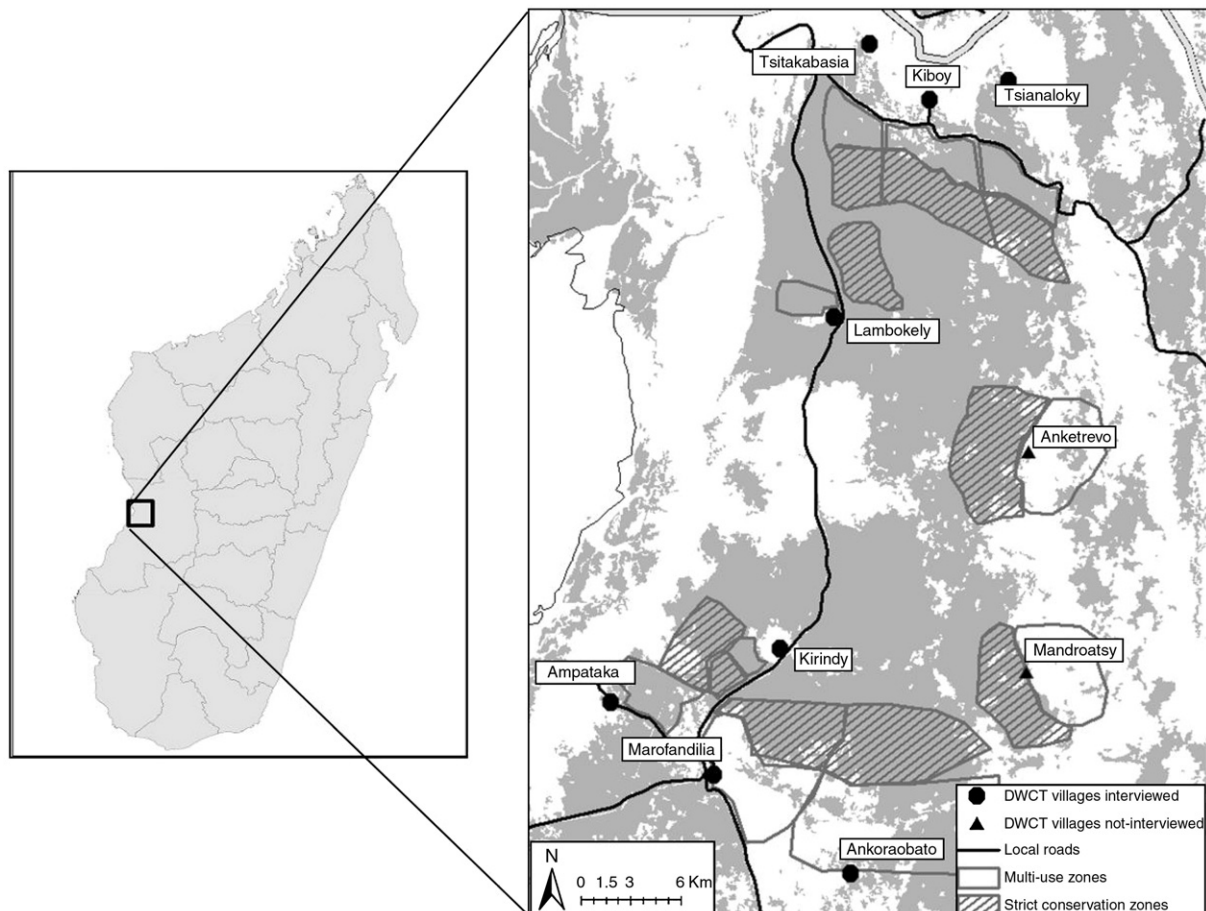 Tsitakabasia
Kiboy
Tsianaloky
Lambokely
Anketrevo
Kirindy
Mandroatsy
Ampataka
Marofandilia
Ankoraobato
N
0 1.5 3 6 Km
DWCT villages interviewed
DWCT villages not-interviewed
Local roads
Multi-use zones
Strict conservation zones